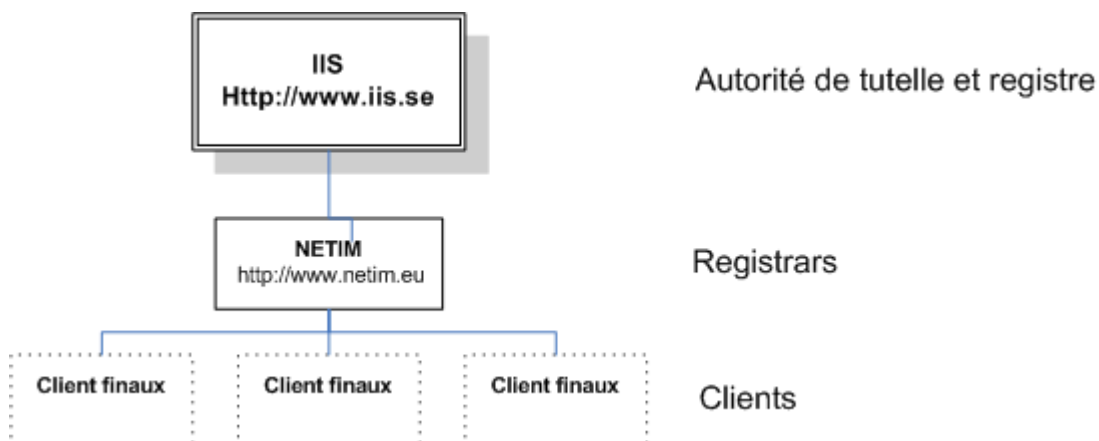 IIS
Http://www.iis.se
Autorité de tutelle et registre
NETIM
http://www.netim.eu
Registrars
Client finaux
Client finaux
Client finaux
Clients